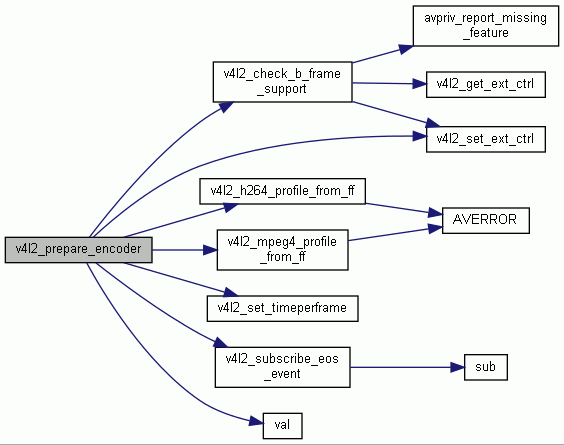 avpriv_report_missing
_feature
v4l2_check_b_frame
_support
v4l2_get_ext_ctrl
v4l2_set_ext_ctrl
v4l2_h264_profile_from_ff
AVERROR
v4l2_prepare_encoder
v4l2_mpeg4_profile
_from_ff
v4l2_set_timeperframe
v4l2_subscribe_eos
_event
sub
val